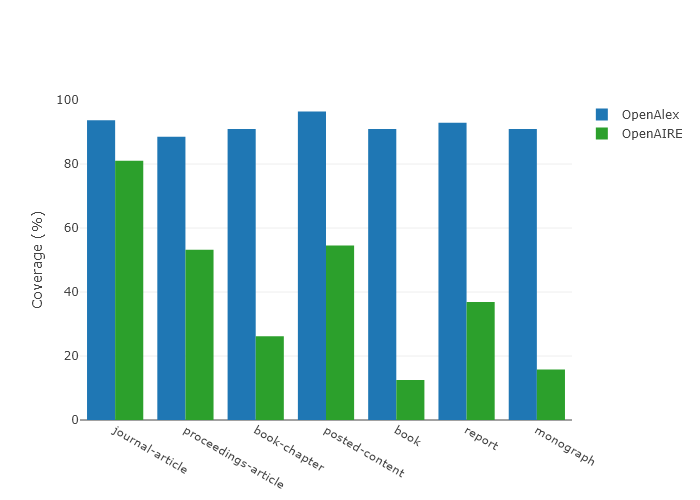 100
80
60
40
20
0
Coverage (%)
journal-article
proceedings-article
book-chapter
posted-content
book
report
monograph
OpenAlex
OpenAIRE